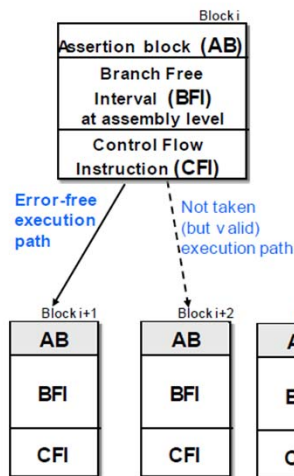 Block i
Assertion block (AB)
Branch Free
Interval (BFI)
at assembly level
Control Flow
Instruction (CFI)
Error-free
execution
path
Not taken
(but valid)
execution path
Block i+1
Block i+2
AB
AB
BFI
BFI
CFI
CFI